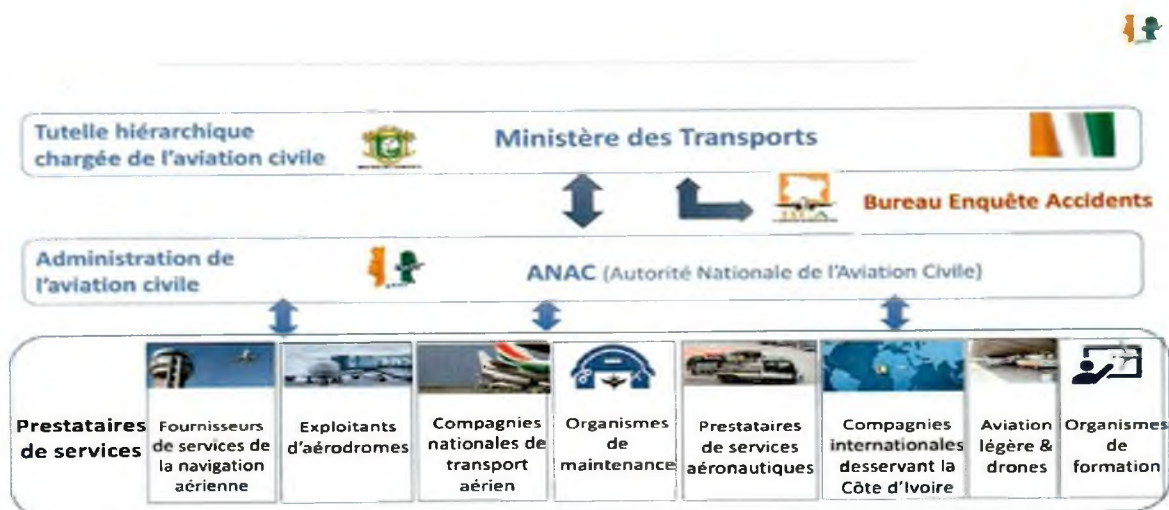 Tutelle hiérarchique
chargée de l'aviation civile
Ministère des Transports
Bureau Enquête Accidents
Administration de
l'aviation civile
ANAC (Autorité Nationale de l'Aviation Civile)
Prestataires
de services
Fournisseurs
de services de
la navigation
aérienne
Exploitants
d'aérodromes
Compagnies
nationales de
transport
aérien
Organismes
de
maintenance
Prestataires
de services
aéronautiques
Compagnies
internationales
desservant la
Côte d'Ivoire
Aviation
légère &
drones
Organismes
de
formation